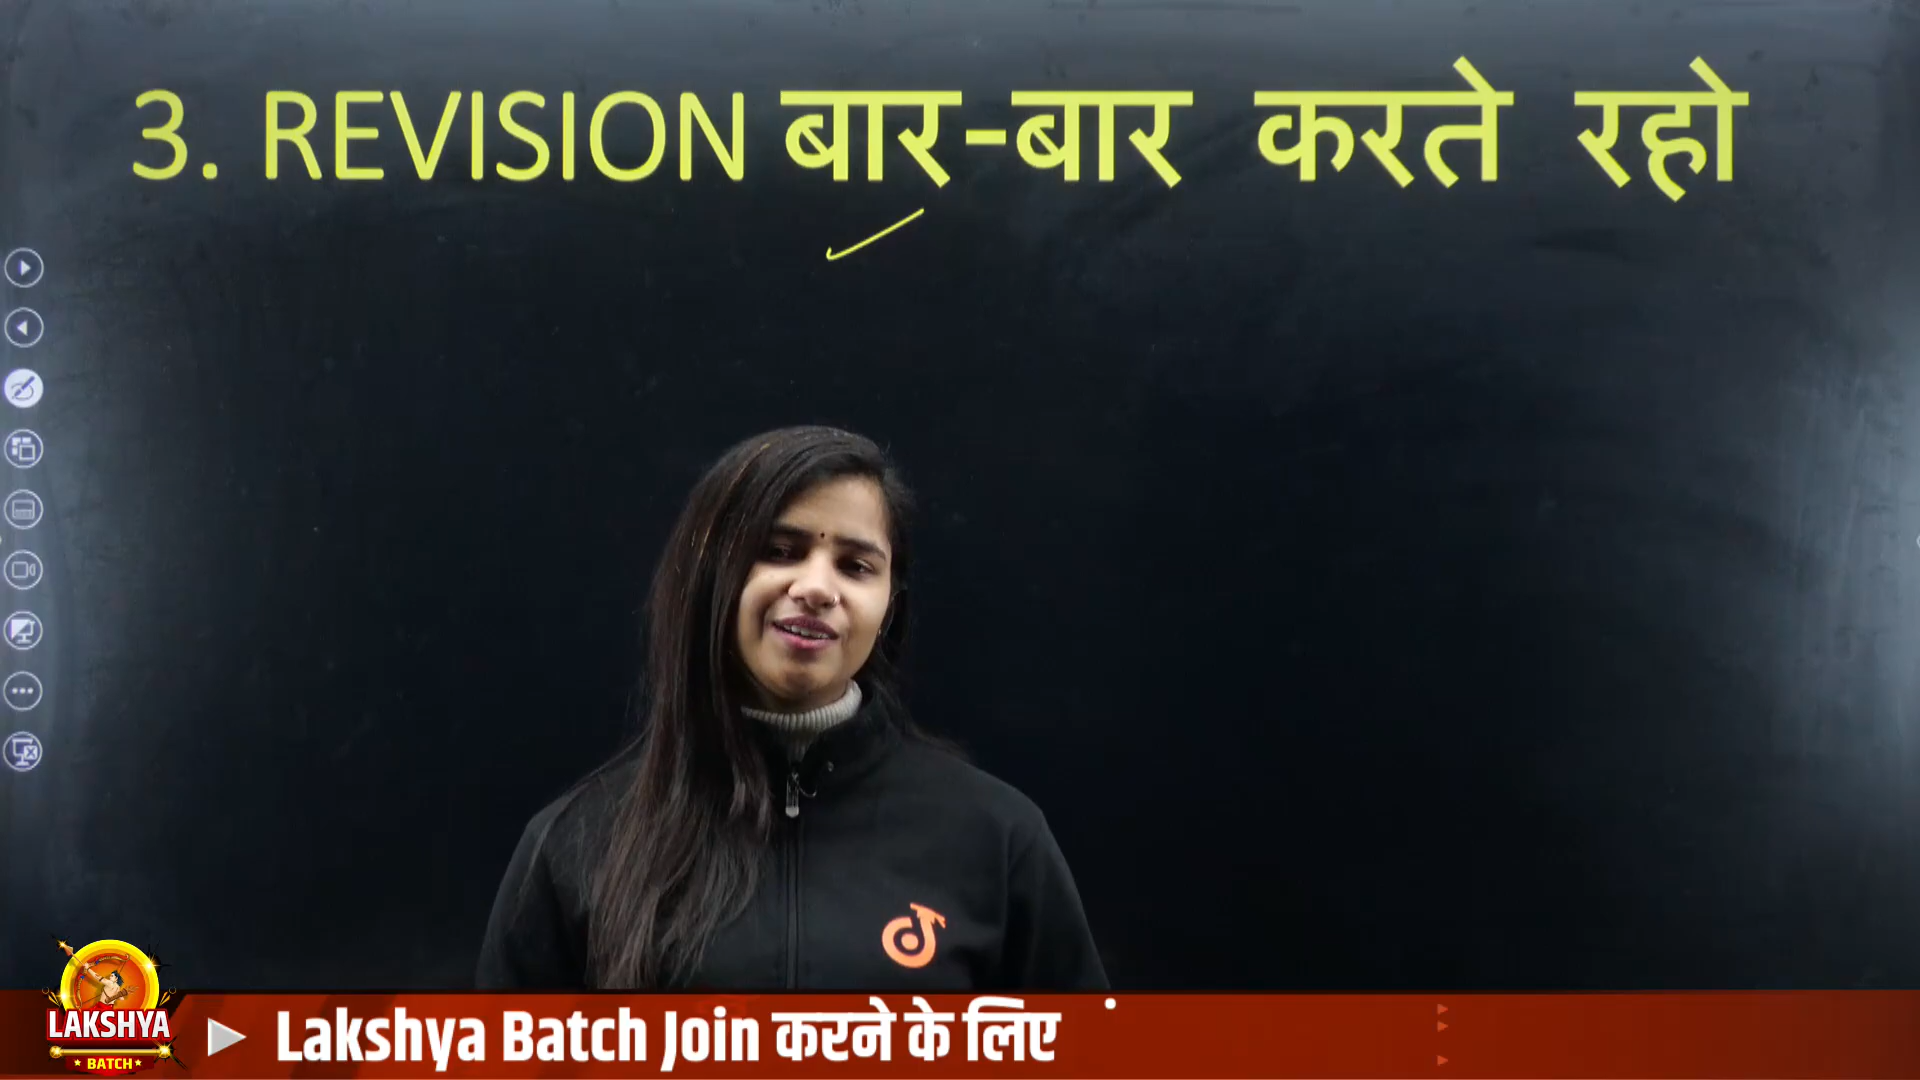 3. REVISION बार-बार करते रहो
LAKSHYA
BATCH
Lakshya Batch Join करने के लिए